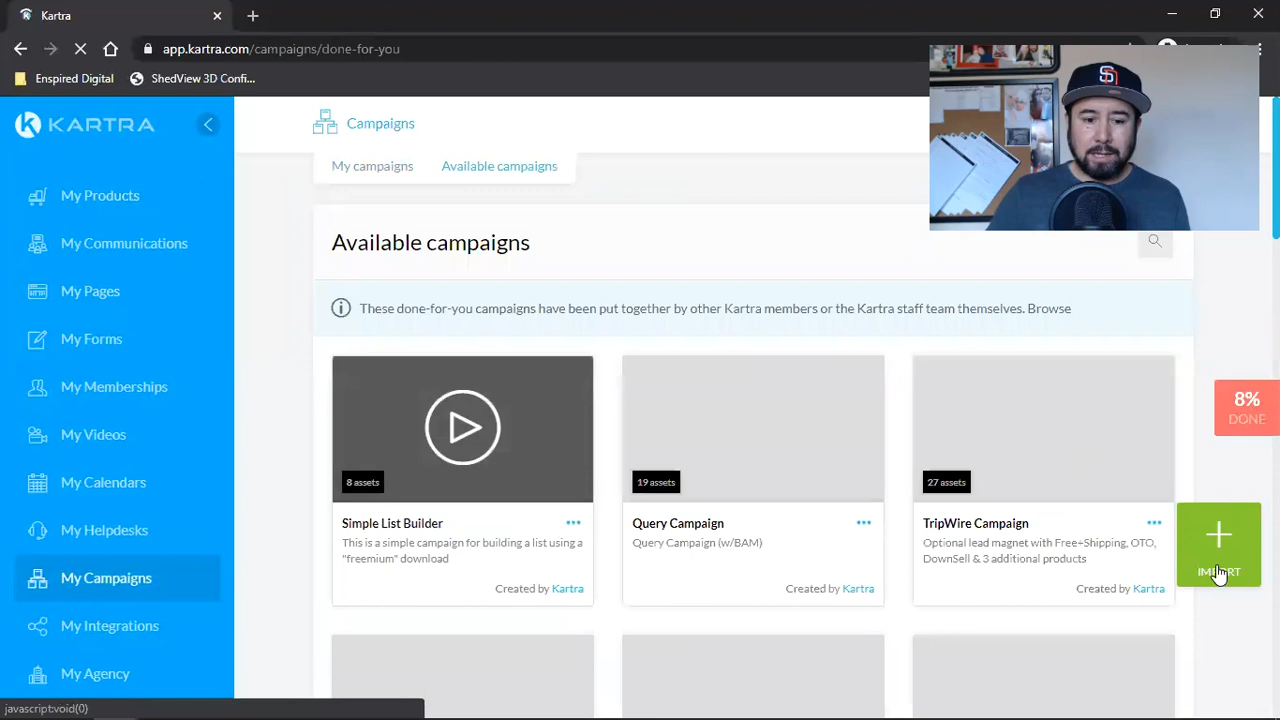 Kartra
app.kartra.com/campaigns/done-for-you
Enspired Digital
ShedView 3D Confi...
KARTRA
My Products
My Communications
My Pages
My Forms
My Memberships
My Videos
My Calendars
My Helpdesks
My Campaigns
My Integrations
My Agency
javascript:void(0)
Campaigns
My campaigns
Available campaigns
Available campaigns
These done-for-you campaigns have been put together by other Kartra members or the Kartra staff team themselves. Browse
8 assets
Simple List Builder
This is a simple campaign for building a list using a
"freemium" download
Created by Kartra
19 assets
Query Campaign
Query Campaign (w/BAM)
Created by Kartra
27 assets
TripWire Campaign
Optional lead magnet with Free+Shipping, OTO,
DownSell & 3 additional products
Created by Kartra
8%
DONE
IMPORT
SD